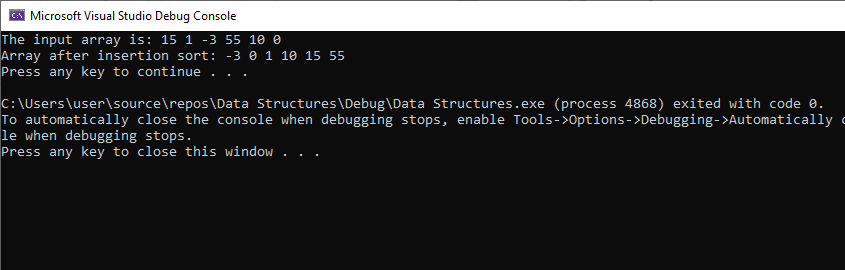 Microsoft Visual Studio Debug Console
The input array is: 15 1 -3 55 10 0
Array after insertion sort: -3 0 1 10 15 55
Press any key to continue . . .
C:\Users\user\source\repos\Data Structures\Debug\Data Structures.exe (process 4868) exited with code 0.
To automatically close the console when debugging stops, enable Tools->Options->Debugging->Automatically c
le when debugging stops.
Press any key to close this window . . .